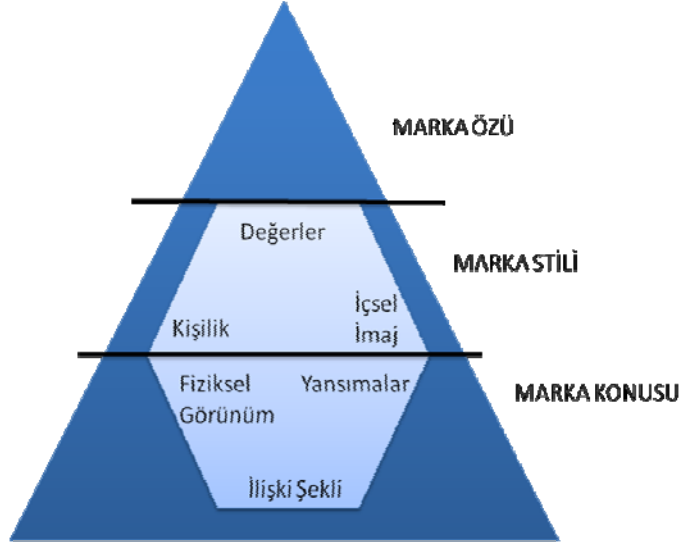 MARKA ÖZÜ
Değerler
MARKA STİLİ
İçsel
İmaj
Kişilik
Fiziksel
Görünüm
Yansımalar
MARKA KONUSU
İlişki Şekli